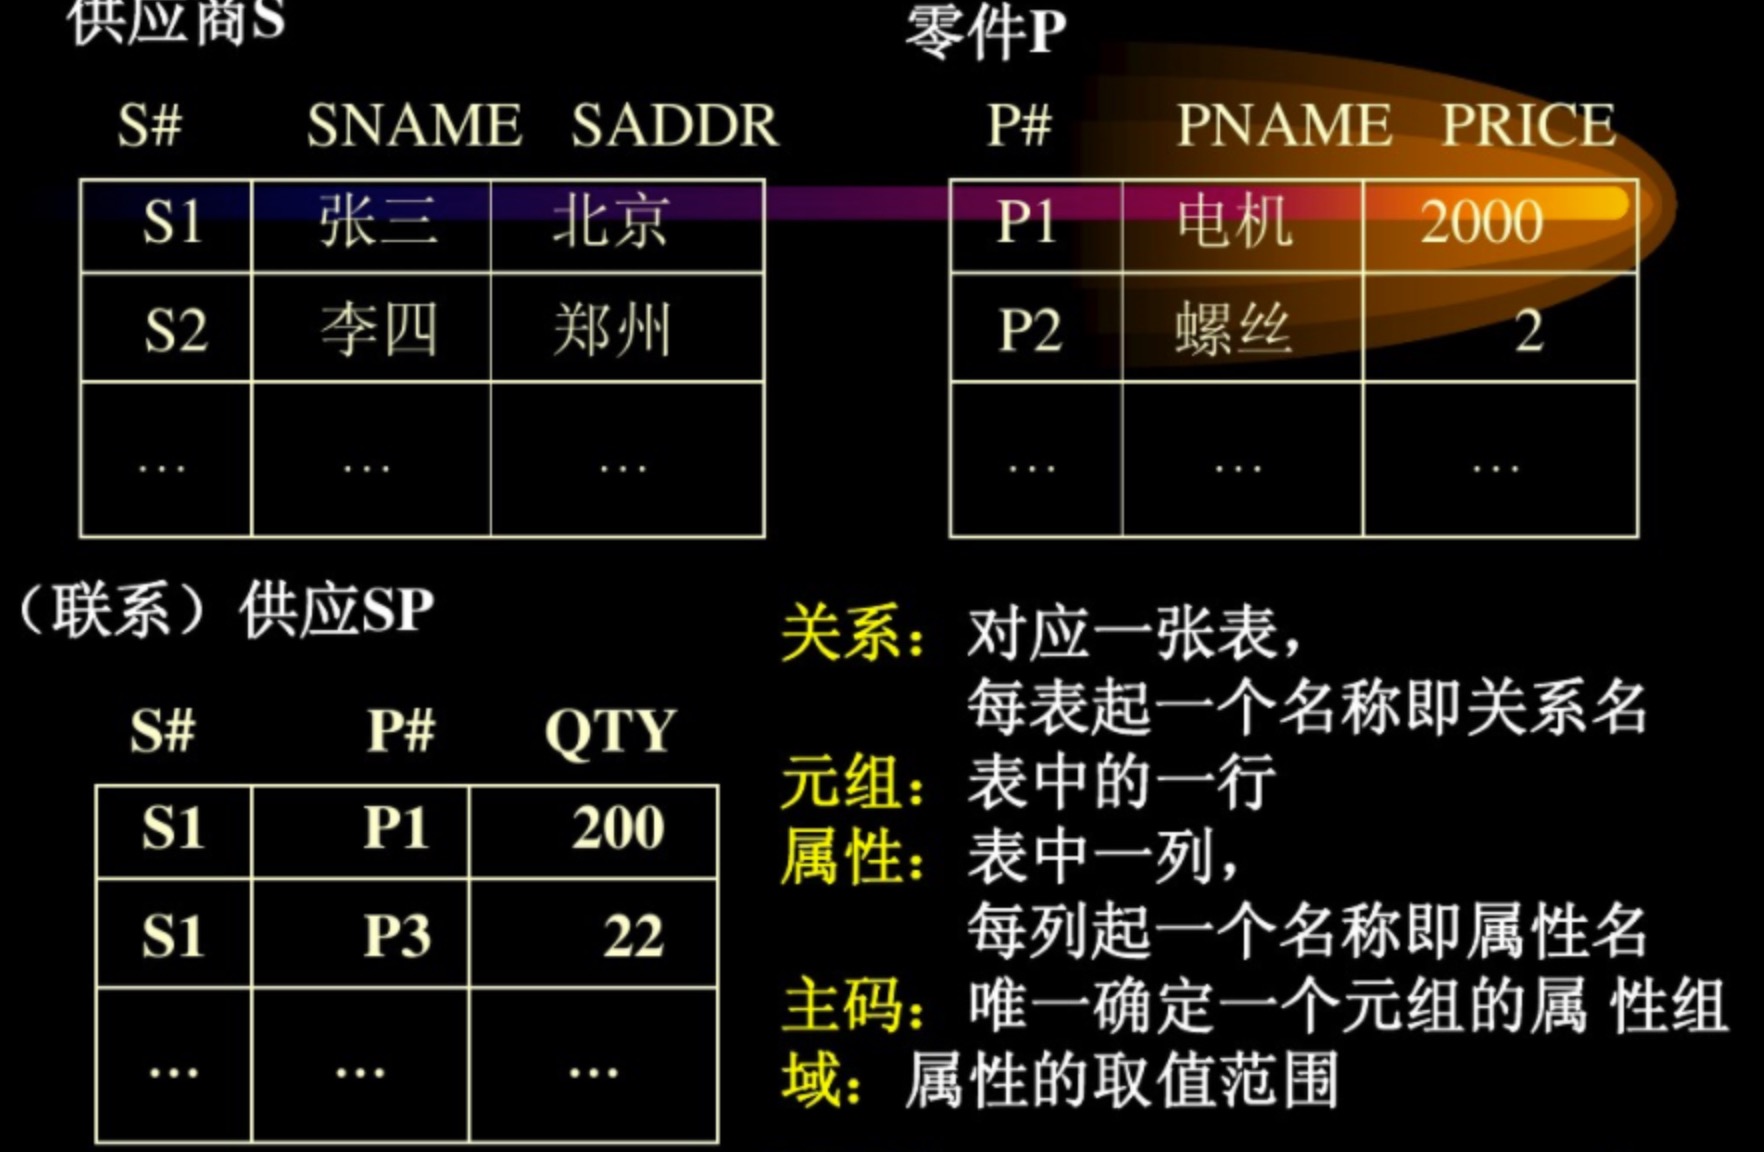 供应商S
S# SNAME SADDR
S1 张三 北京
S2 李四 郑州
… … …
零件P
P# PNAME PRICE
P1 电机 2000
P2 螺丝 2
… … …
（联系）供应SP
S# P# QTY
S1 P1 200
S1 P3 22
… … …
关系：对应一张表，
每表起一个名称即关系名
元组：表中的一行
属性：表中一列，
每列起一个名称即属性名
主码：唯一确定一个元组的属 性组
域：属性的取值范围